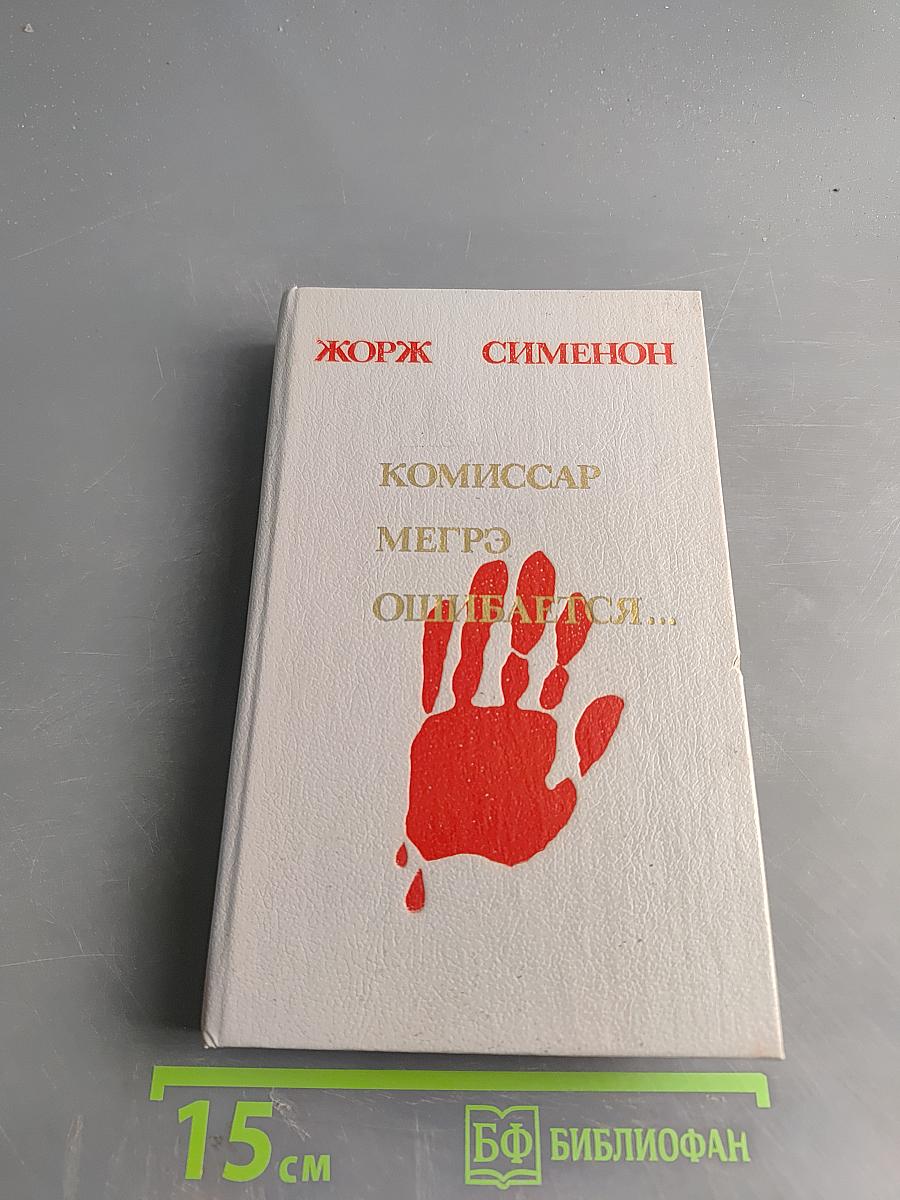 ЖОРЖ СИМЕНОН
КОМИССАР
МЕГРЭ
ОШИБАЕТСЯ...
15 см
БФ БИБЛИОФАН